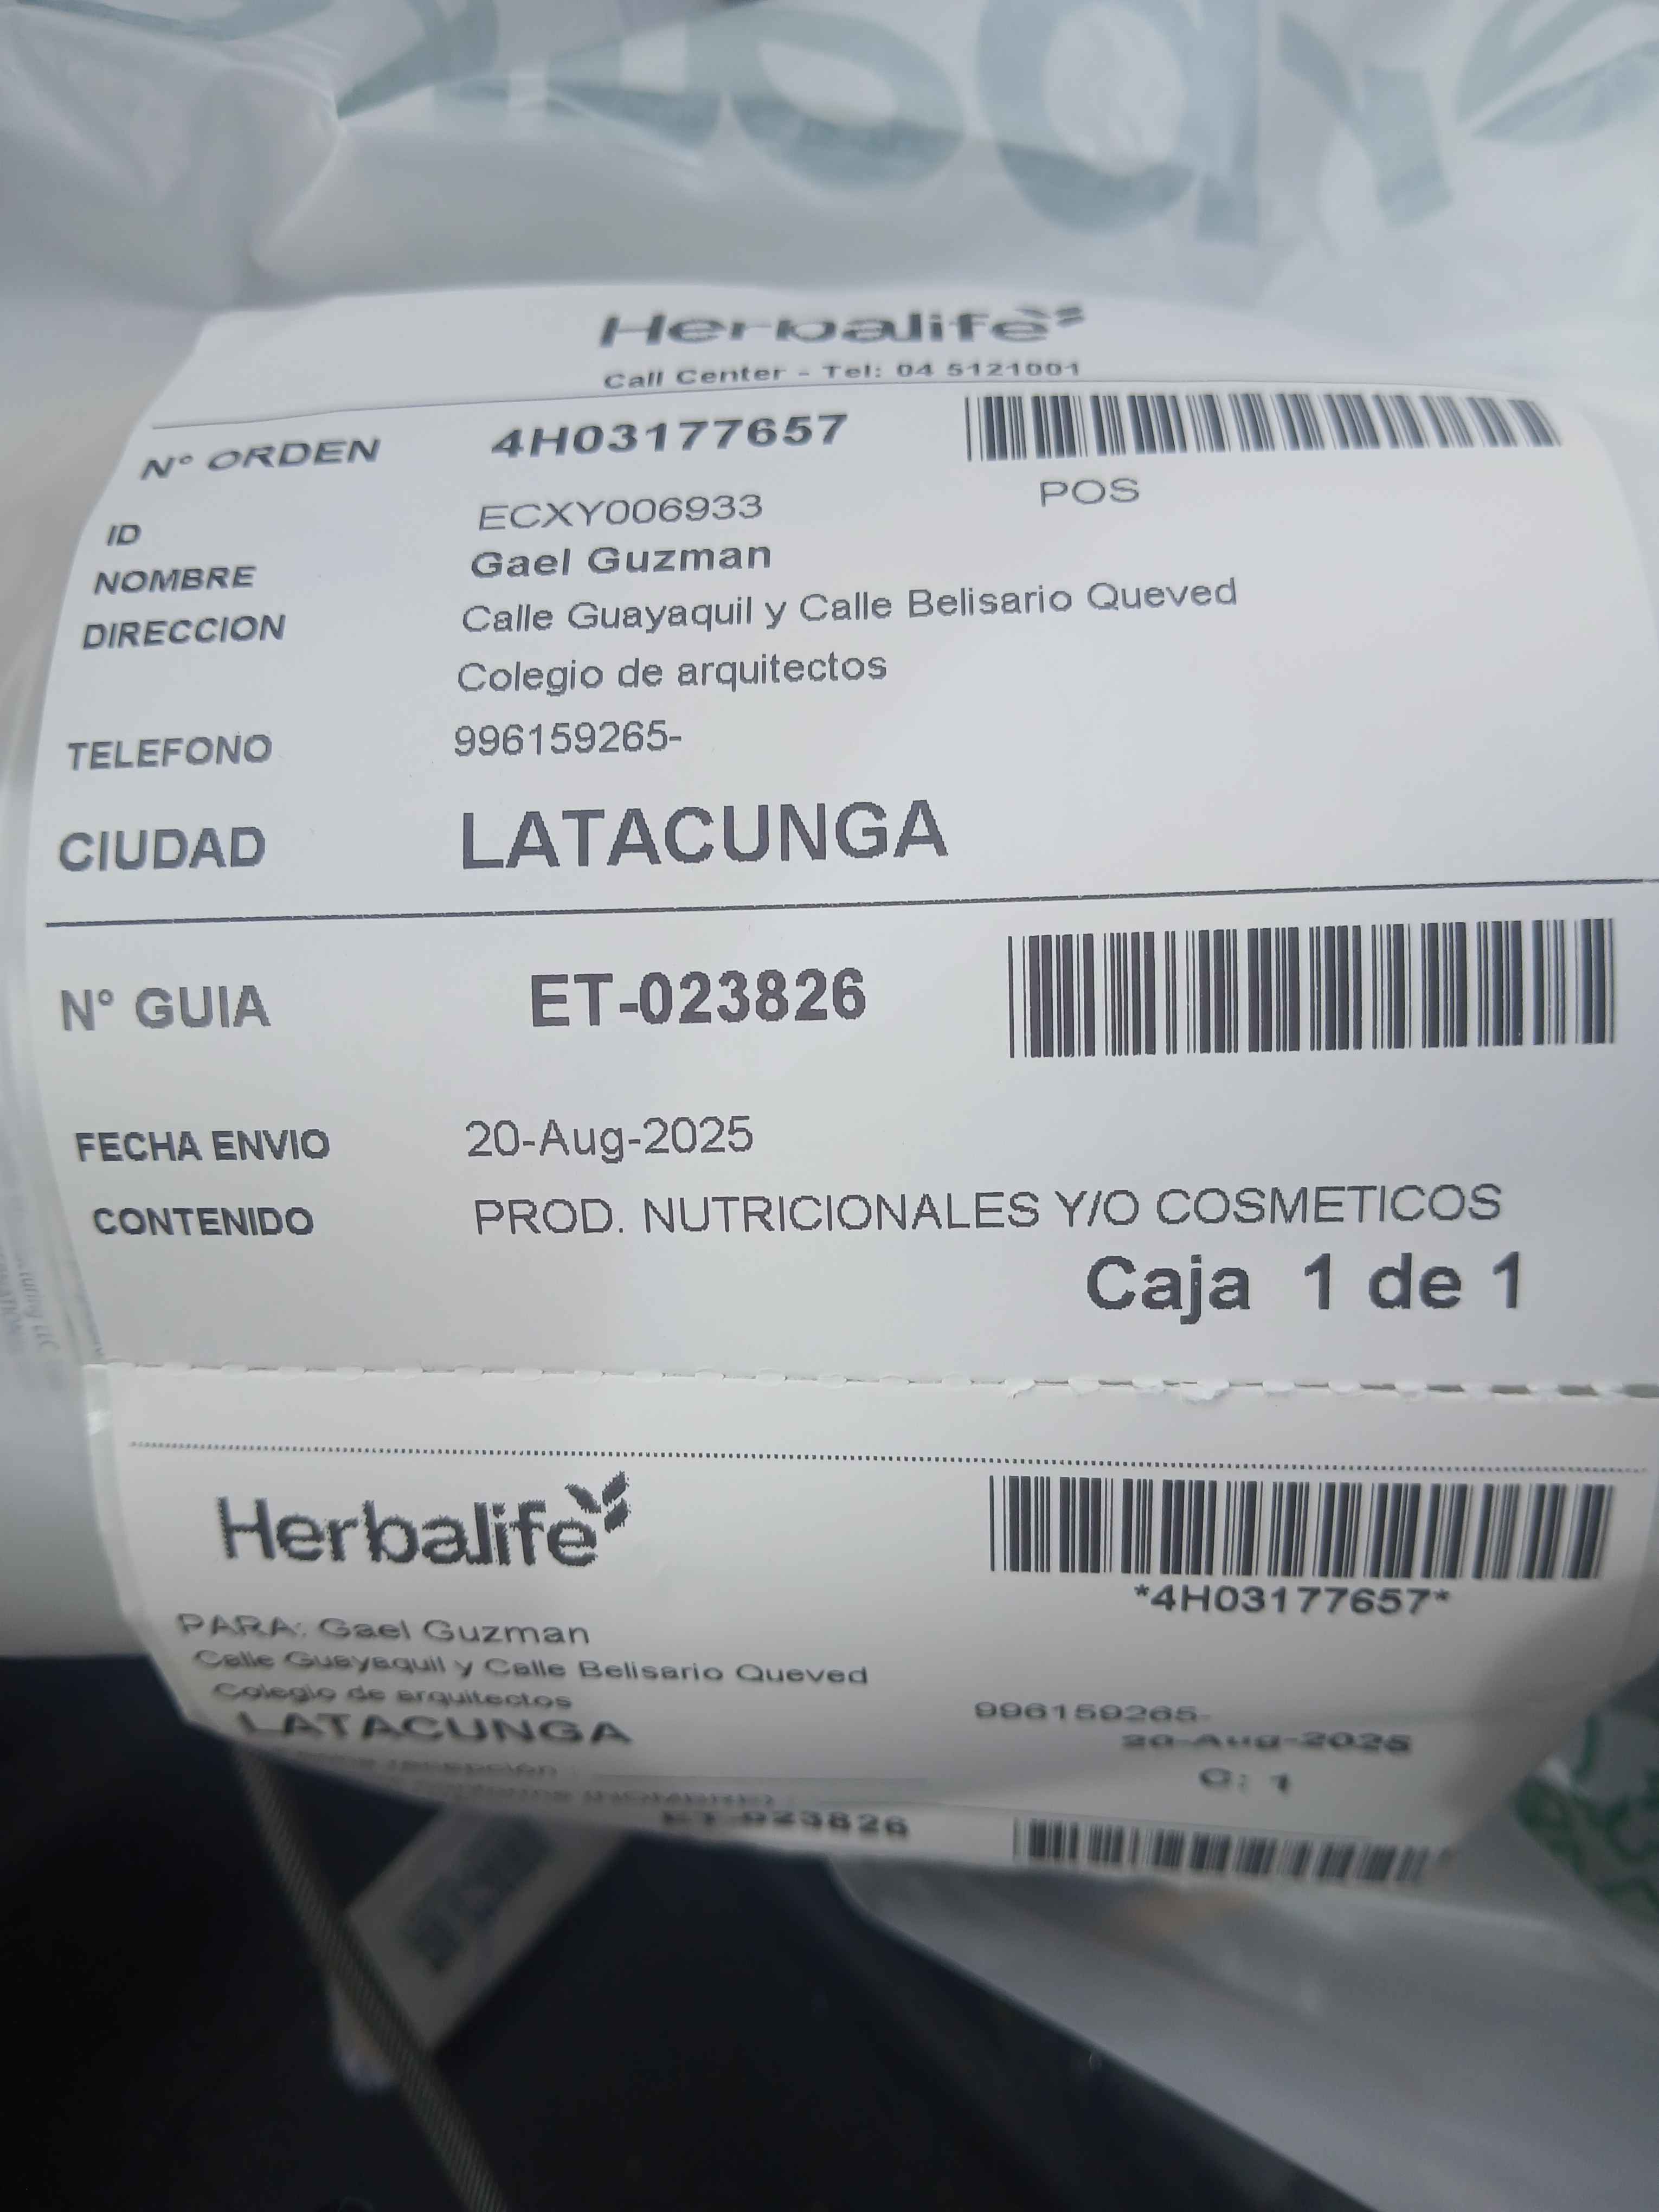 Herbalife
Call Center - Tel: 04 5121001
N° ORDEN 4H03177657
POS
ID ECXY006933
NOMBRE Gael Guzman
DIRECCION Calle Guayaquil y Calle Belisario Queved
Colegio de arquitectos
TELEFONO 996159265-
CIUDAD LATACUNGA
N° GUIA ET-023826
FECHA ENVIO 20-Aug-2025
CONTENIDO PROD. NUTRICIONALES Y/O COSMETICOS
Caja 1 de 1
Herbalife
*4H03177657*
PARA: Gael Guzman
Calle Guayaquil y Calle Belisario Queved
Colegio de arquitectos
996159265-
LATACUNGA
20-Aug-2025
recepción
C: 1
ET-023826